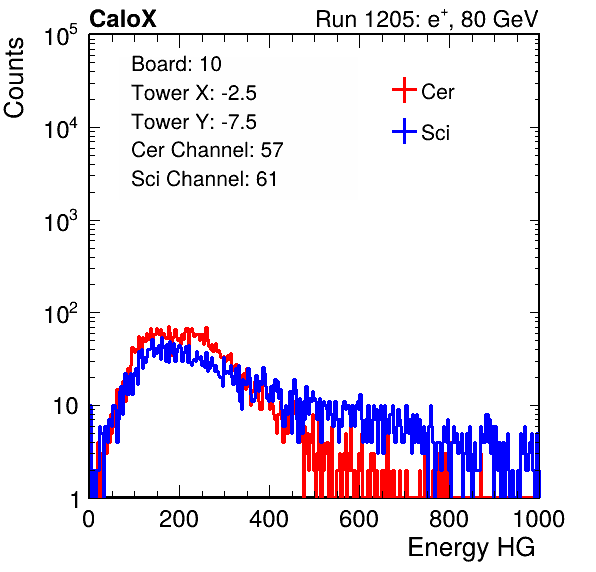 CaloX Run 1205: e⁺, 80 GeV
Counts
Board: 10
Tower X: -2.5
Tower Y: -7.5
Cer Channel: 57
Sci Channel: 61
Cer
Sci
10⁵
10⁴
10³
10²
10
1
0 200 400 600 800 1000
Energy HG